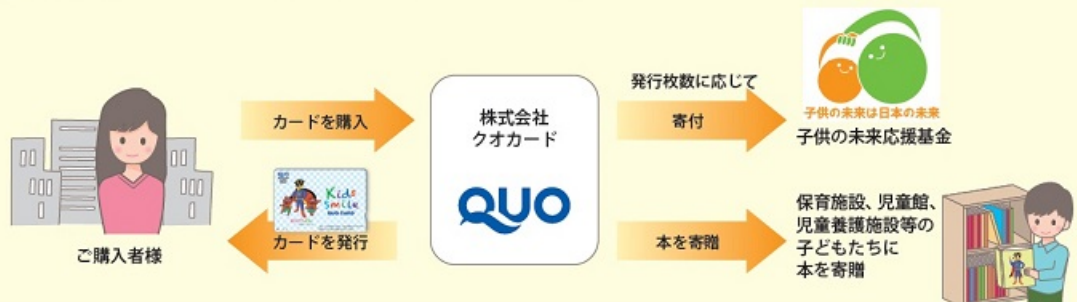 ご購入者様
カードを購入
Kids
Smile
カードを発行
株式会社
クオカード
QUO
発行枚数に応じて
寄付
子供の未来は日本の未来
子供の未来応援基金
本を寄贈
保育施設、児童館、
児童養護施設等の
子どもたちに
本を寄贈